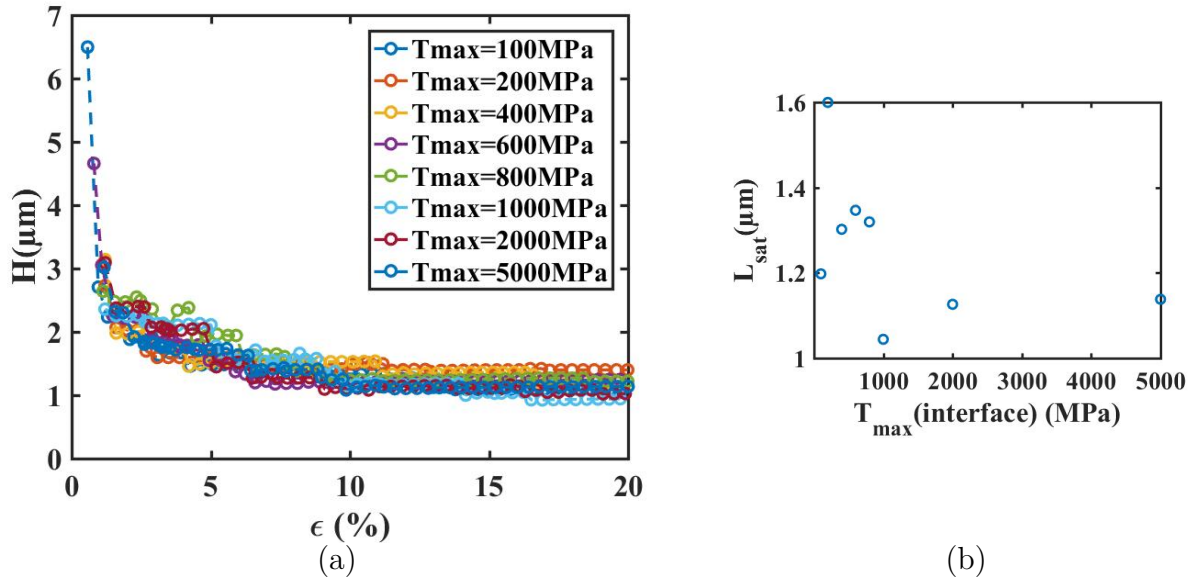 7
6
5
4
3
2
1
0
H(μm)
0 5 10 15 20
ϵ (%)
Tmax=100MPa
Tmax=200MPa
Tmax=400MPa
Tmax=600MPa
Tmax=800MPa
Tmax=1000MPa
Tmax=2000MPa
Tmax=5000MPa
(a)
1.6
1.4
1.2
1
L_sat(μm)
1000 2000 3000 4000 5000
T_max(interface) (MPa)
(b)